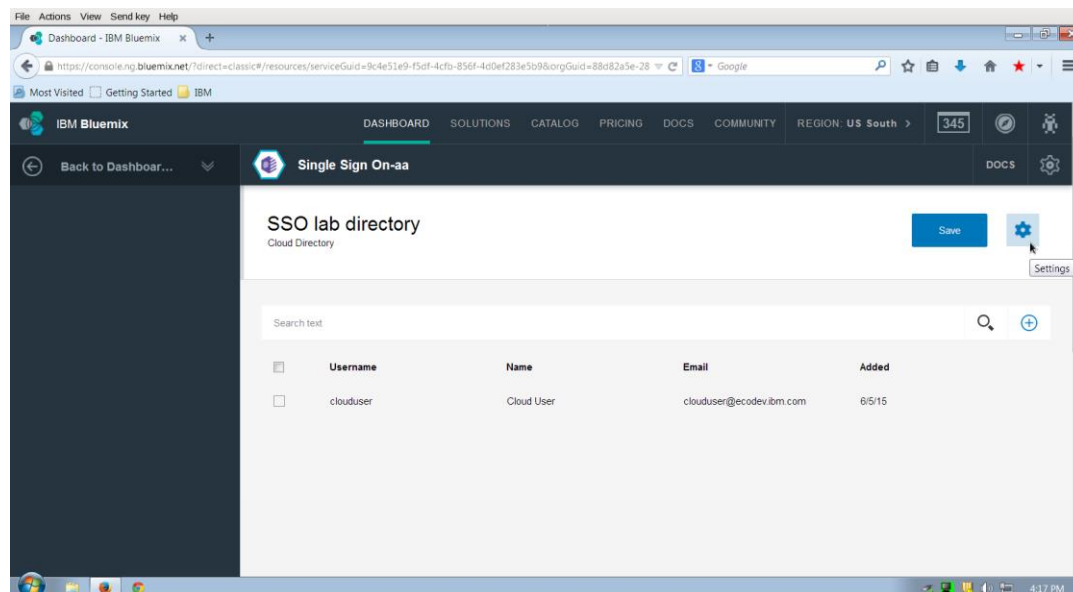 File Actions View Send key Help
Dashboard - IBM Bluemix
https://console.ng.bluemix.net/?direct=classic#/resources/serviceGuid=9c4e51e9-f5df-4cfb-856f-4d0ef283e5b9&orgGuid=88d82a5e-28
Google
Most Visited Getting Started IBM
IBM Bluemix DASHBOARD SOLUTIONS CATALOG PRICING DOCS COMMUNITY REGION: US South > 345
Back to Dashboar... Single Sign On-aa DOCS
SSO lab directory
Cloud Directory
Save
Settings
Search text
Username Name Email Added
clouduser Cloud User clouduser@ecodev.ibm.com 6/5/15
4:17 PM